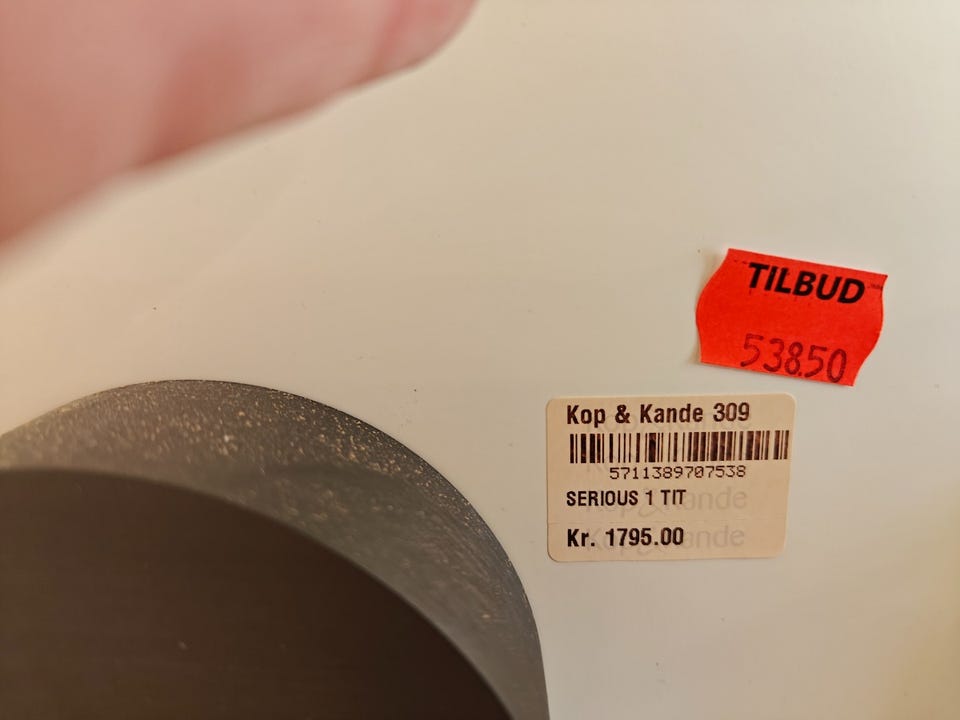 TILBUD
538.50
Kop & Kande 309
5711389707538
SERIOUS 1 TIT
Kr. 1795.00